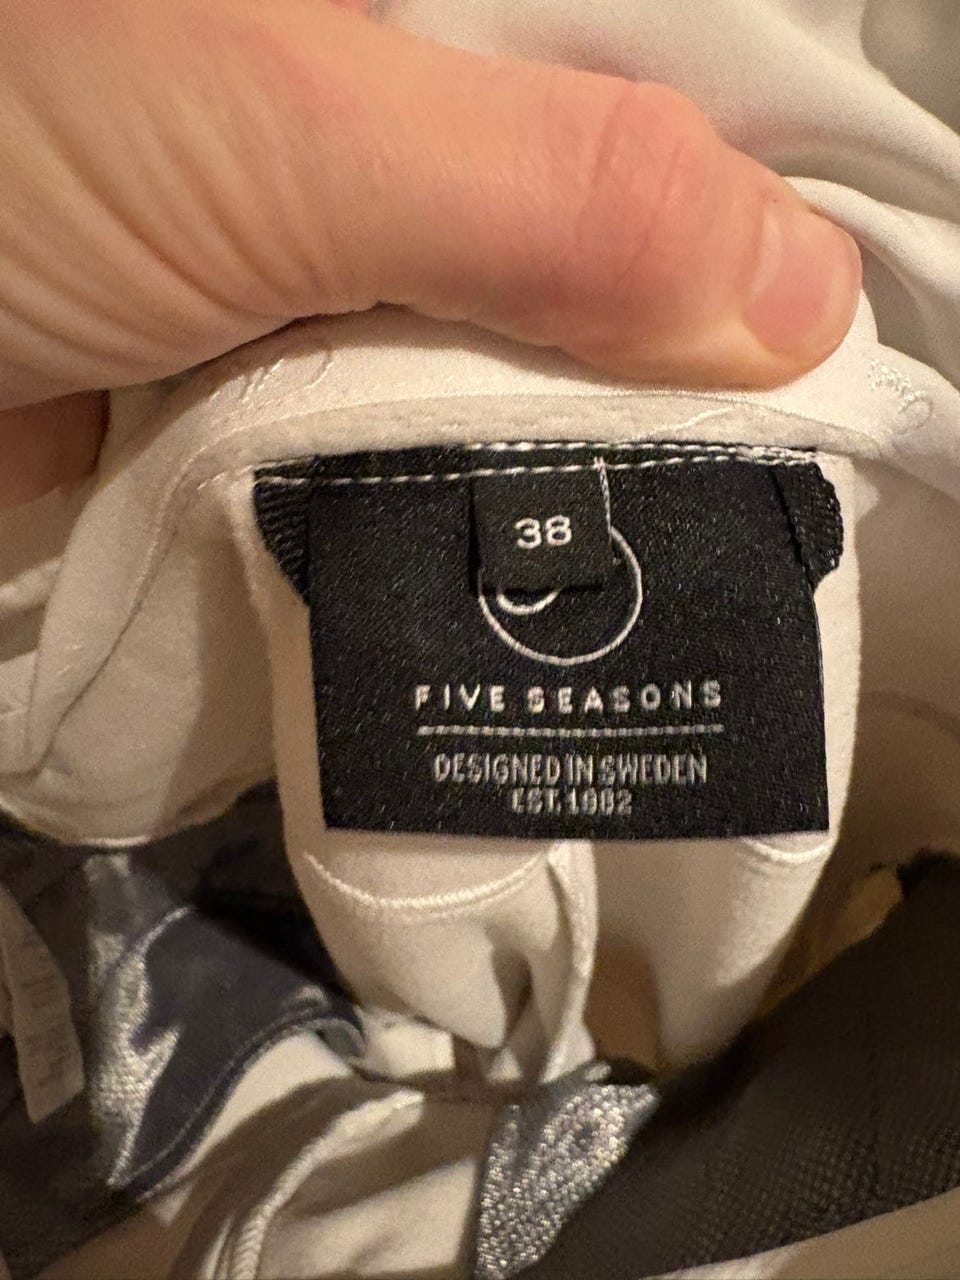 38
FIVE SEASONS
DESIGNED IN SWEDEN
EST. 1982